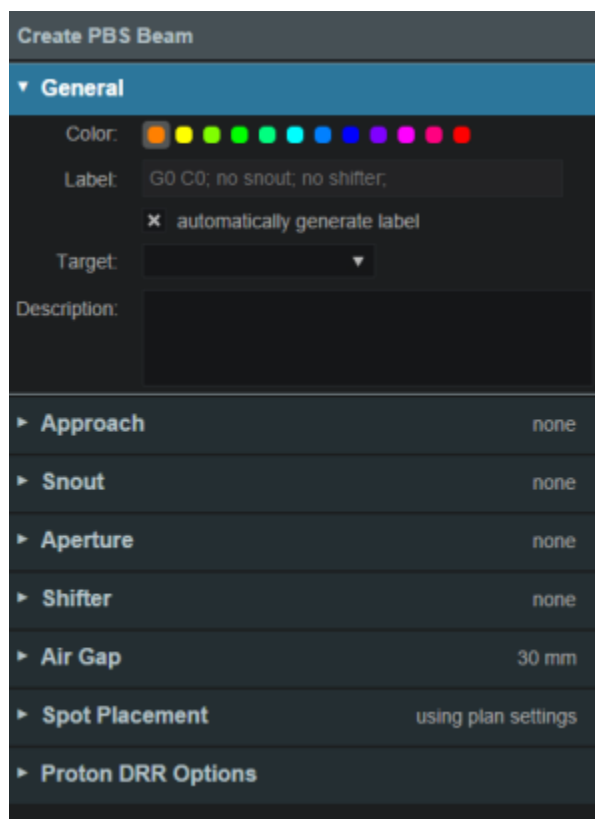 Create PBS Beam
General
Color:
Label: G0 C0; no snout; no shifter;
automatically generate label
Target:
Description:
Approach none
Snout none
Aperture none
Shifter none
Air Gap 30 mm
Spot Placement using plan settings
Proton DRR Options